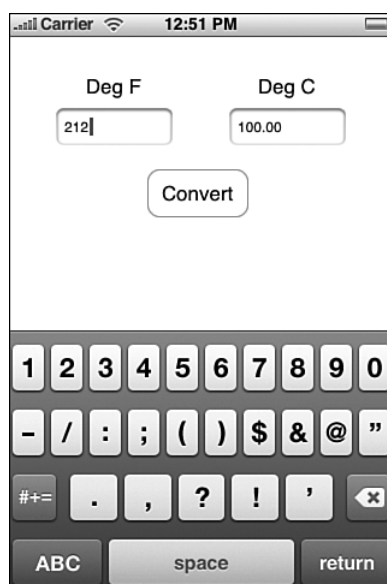 Carrier 12:51 PM
Deg F Deg C
212 100.00
Convert
1 2 3 4 5 6 7 8 9 0
- / : ; ( ) $ & @ "
#+= . , ? ! '
ABC space return